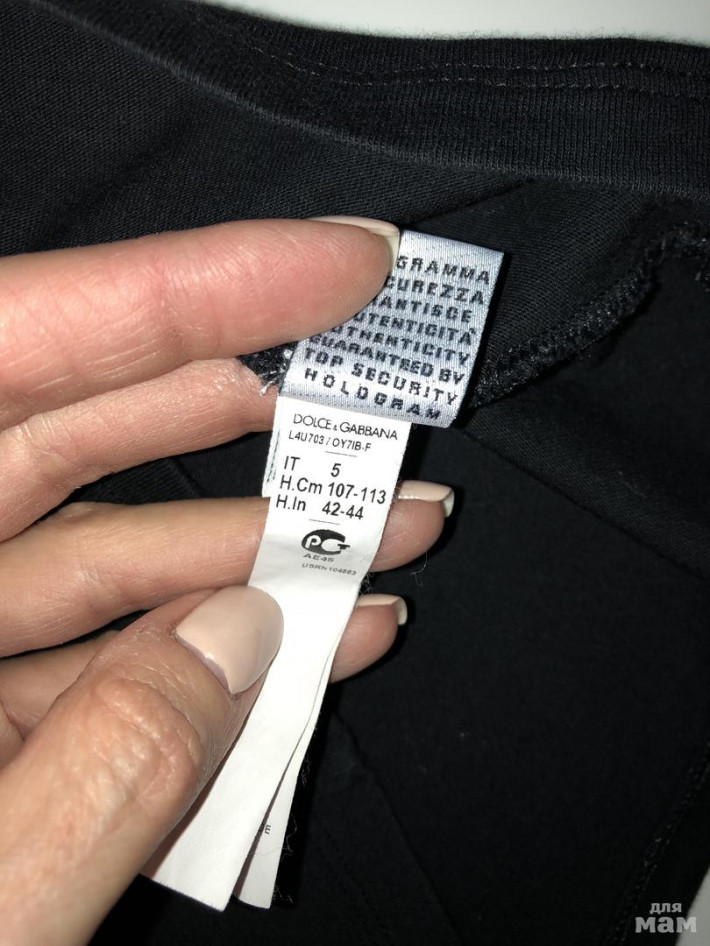 GRAMMA
CUREZZA
ANTISCE
UTENTICITÀ
AUTHENTICITY
GUARANTEED BY
TOP SECURITY
HOLOGRAM
DOLCE & GABBANA
L4U703 / OY7IB-F
IT 5
H.Cm 107-113
H.In 42-44
PG
AE45
E
для
мам